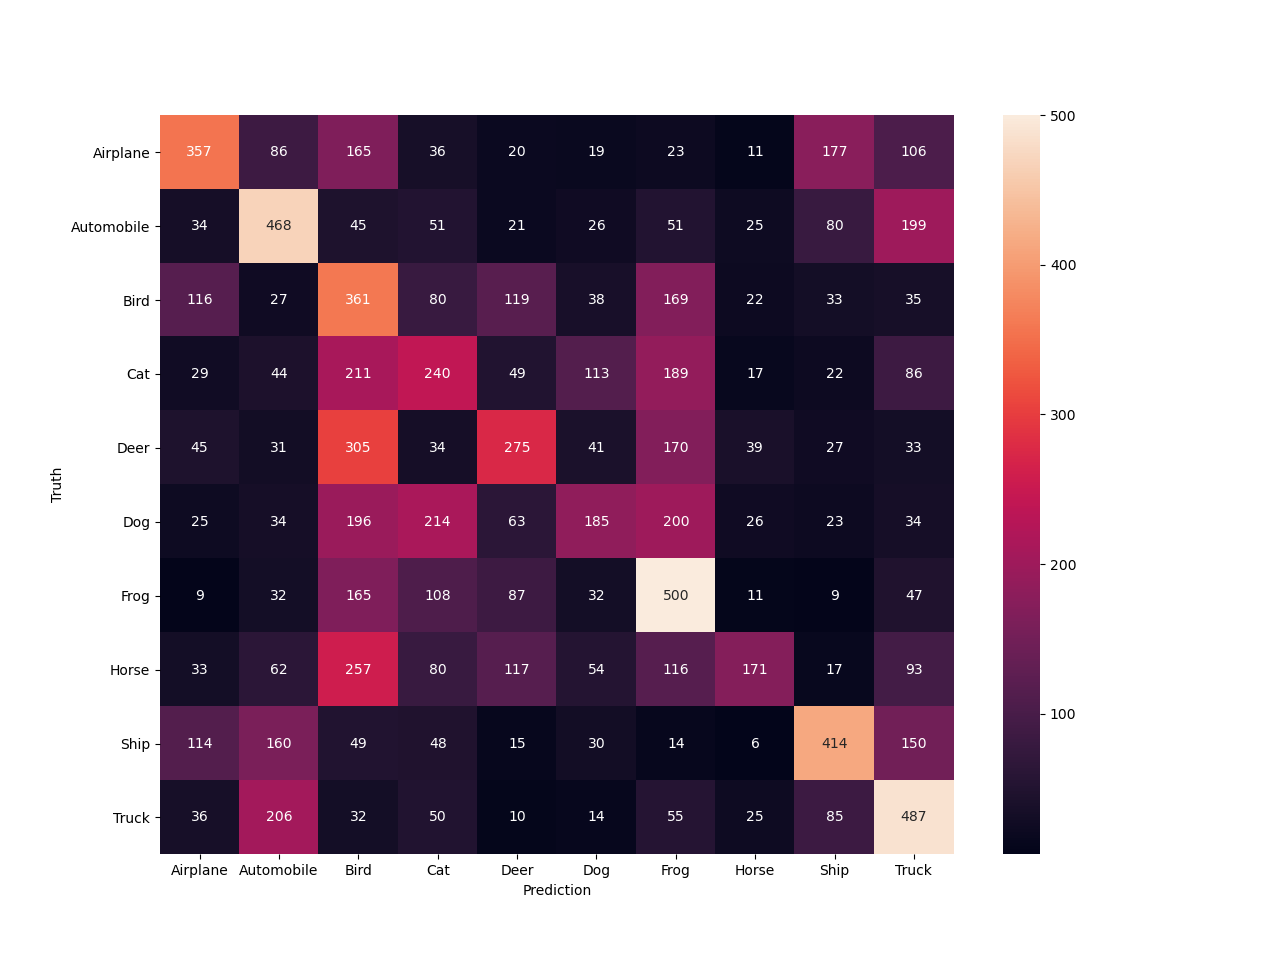 500
Airplane 357 86 165 36 20 19 23 11 177 106
Automobile 34 468 45 51 21 26 51 25 80 199
400
Bird 116 27 361 80 119 38 169 22 33 35
Cat 29 44 211 240 49 113 189 17 22 86
300
Deer 45 31 305 34 275 41 170 39 27 33
Truth
Dog 25 34 196 214 63 185 200 26 23 34
200
Frog 9 32 165 108 87 32 500 11 9 47
Horse 33 62 257 80 117 54 116 171 17 93
100
Ship 114 160 49 48 15 30 14 6 414 150
Truck 36 206 32 50 10 14 55 25 85 487
Airplane Automobile Bird Cat Deer Dog Frog Horse Ship Truck
Prediction